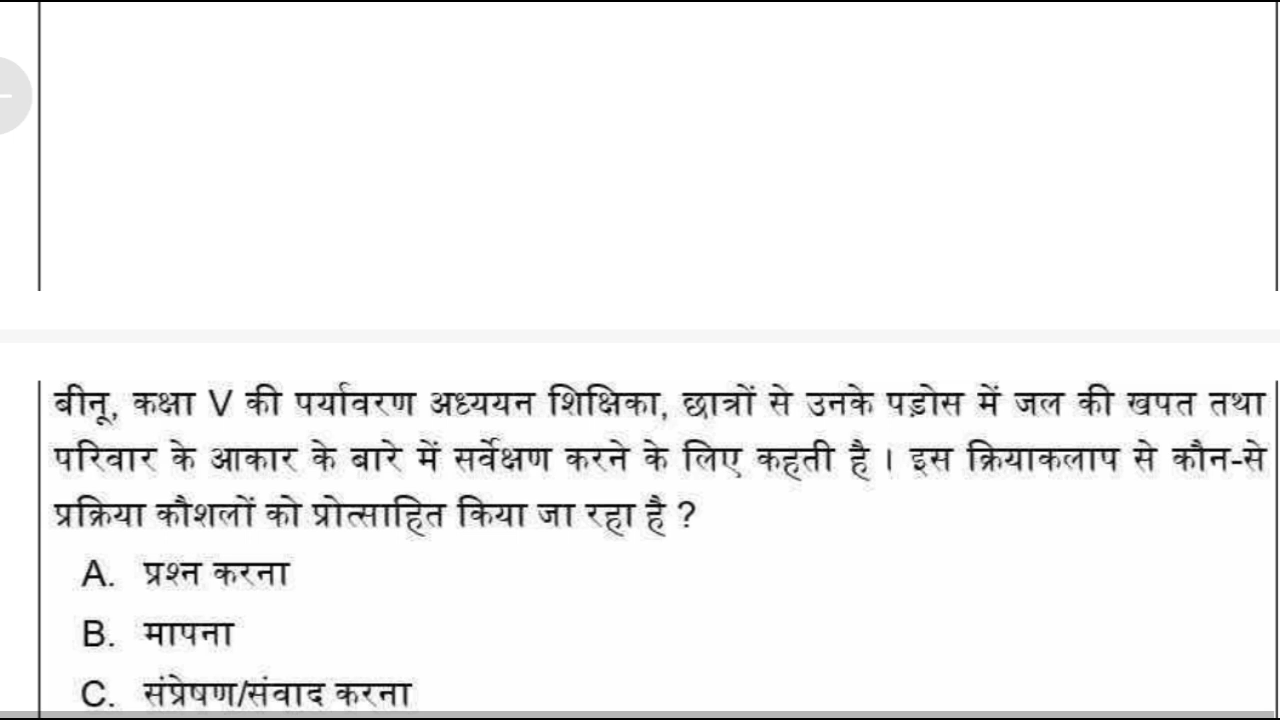 बीनू, कक्षा V की पर्यावरण अध्ययन शिक्षिका, छात्रों से उनके पड़ोस में जल की खपत तथा
परिवार के आकार के बारे में सर्वेक्षण करने के लिए कहती है । इस क्रियाकलाप से कौन-से
प्रक्रिया कौशलों को प्रोत्साहित किया जा रहा है ?
A. प्रश्न करना
B. मापना
C. संप्रेषण/संवाद करना